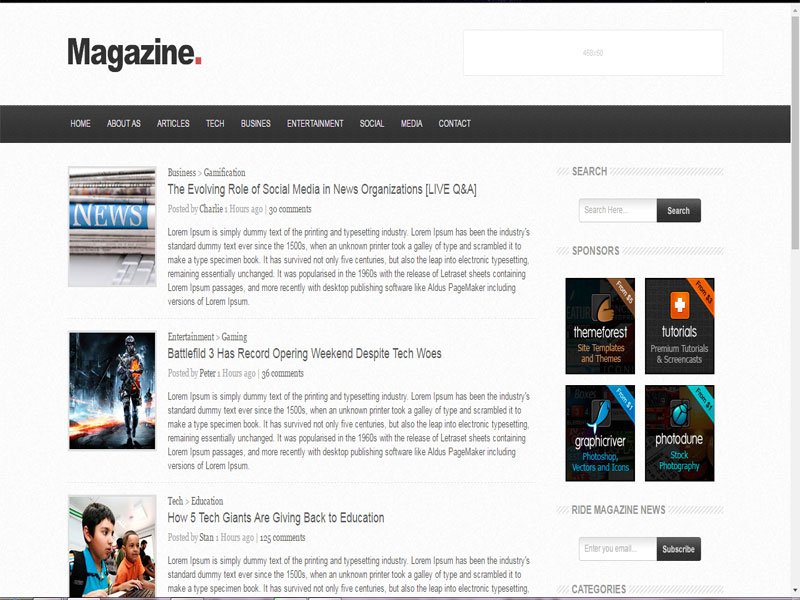 Magazine.
468x60
HOME ABOUT AS ARTICLES TECH BUSINES ENTERTAINMENT SOCIAL MEDIA CONTACT
NEWS
Business > Gamification
The Evolving Role of Social Media in News Organizations [LIVE Q&A]
Posted by Charlie 1 Hours ago | 30 comments
Lorem Ipsum is simply dummy text of the printing and typesetting industry. Lorem Ipsum has been the industry's
standard dummy text ever since the 1500s, when an unknown printer took a galley of type and scrambled it to
make a type specimen book. It has survived not only five centuries, but also the leap into electronic typesetting,
remaining essentially unchanged. It was popularised in the 1960s with the release of Letraset sheets containing
Lorem Ipsum passages, and more recently with desktop publishing software like Aldus PageMaker including
versions of Lorem Ipsum.
Entertainment > Gaming
Battlefild 3 Has Record Opering Weekend Despite Tech Woes
Posted by Peter 1 Hours ago | 36 comments
Lorem Ipsum is simply dummy text of the printing and typesetting industry. Lorem Ipsum has been the industry's
standard dummy text ever since the 1500s, when an unknown printer took a galley of type and scrambled it to
make a type specimen book. It has survived not only five centuries, but also the leap into electronic typesetting,
remaining essentially unchanged. It was popularised in the 1960s with the release of Letraset sheets containing
Lorem Ipsum passages, and more recently with desktop publishing software like Aldus PageMaker including
versions of Lorem Ipsum.
Tech > Education
How 5 Tech Giants Are Giving Back to Education
Posted by Stan 1 Hours ago | 125 comments
Lorem Ipsum is simply dummy text of the printing and typesetting industry. Lorem Ipsum has been the industry's
standard dummy text ever since the 1500s, when an unknown printer took a galley of type and scrambled it to
make a type specimen book. It has survived not only five centuries, but also the leap into electronic typesetting,
SEARCH
Search Here... Search
SPONSORS
From $5
themeforest
Site Templates
and Themes
From $3
tutorials
Premium Tutorials
& Screencasts
From $1
graphicriver
Photoshop,
Vectors and Icons
From $1
photodune
Stock
Photography
RIDE MAGAZINE NEWS
Enter you email... Subscribe
CATEGORIES